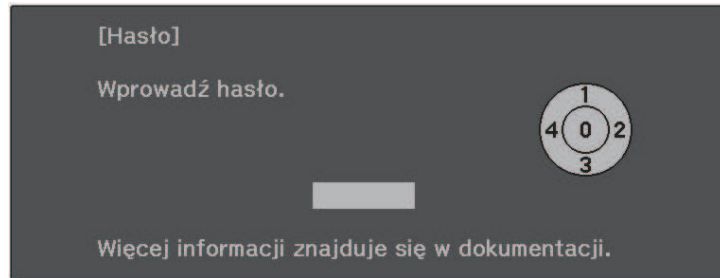 [Hasło]
Wprowadź hasło.
1
4 0 2
3
Więcej informacji znajduje się w dokumentacji.